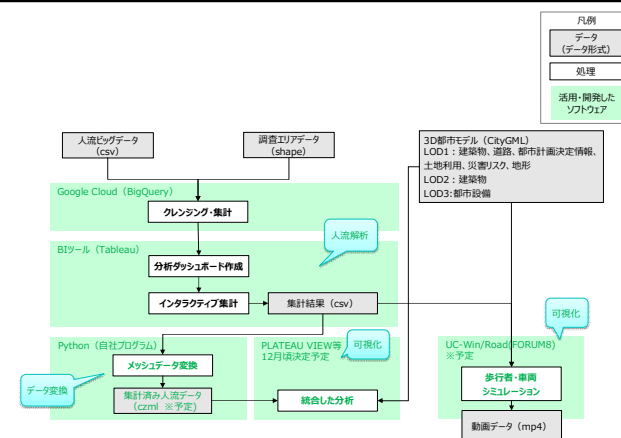 凡例
データ
（データ形式）
処理
活用・開発した
ソフトウェア
人流ビッグデータ
（csv）
調査エリアデータ
（shape）
3D都市モデル（CityGML）
LOD1：建築物、道路、都市計画決定情報、
土地利用、災害リスク、地形
LOD2：建築物
LOD3:都市設備
Google Cloud（BigQuery）
クレンジング・集計
人流解析
BIツール（Tableau）
分析ダッシュボード作成
インタラクティブ集計
集計結果（csv）
可視化
Python（自社プログラム）
メッシュデータ変換
データ変換
集計済み人流データ
（czml ※予定）
PLATEAU VIEW等
12月頃決定予定
可視化
統合した分析
UC-Win/Road(FORUM8)
※予定
歩行者・車両
シミュレーション
動画データ（mp4）